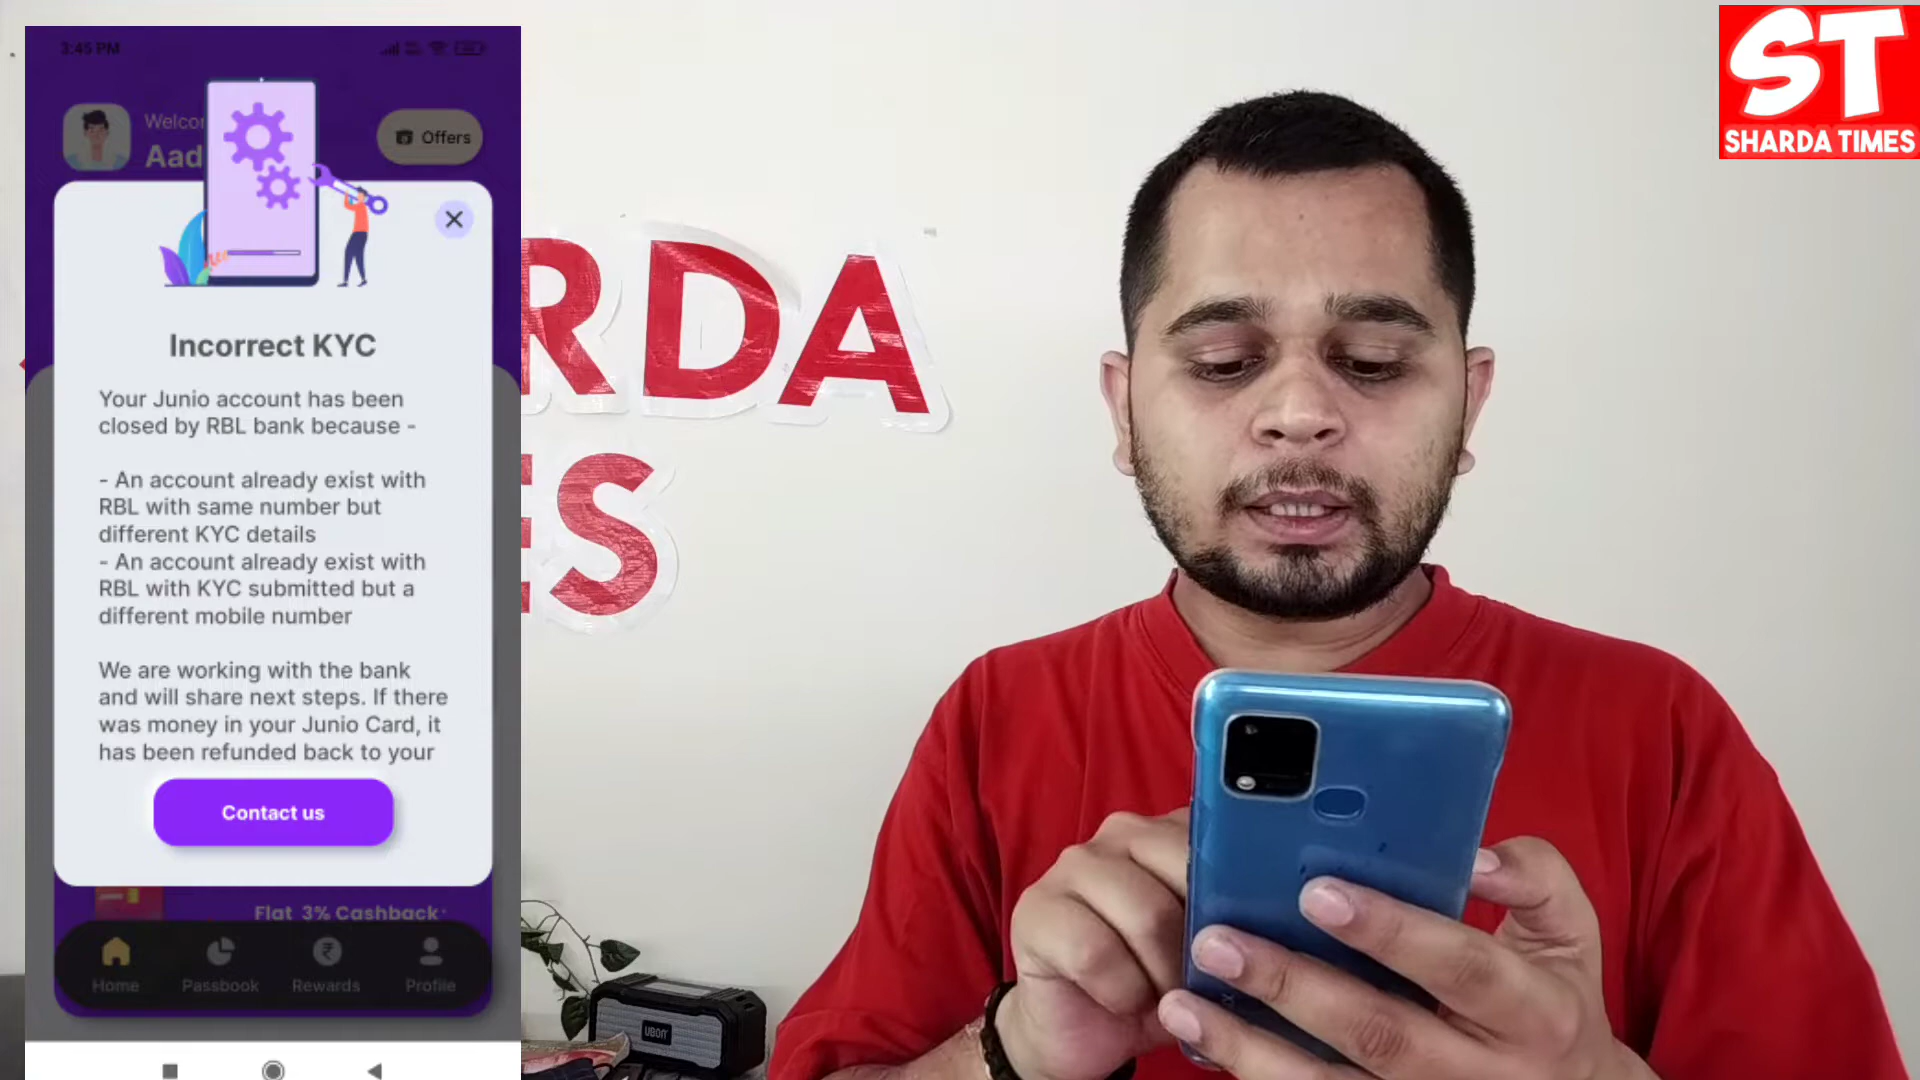 3:45 PM
Welco
Aad
Offers
Incorrect KYC
Your Junio account has been
closed by RBL bank because -
- An account already exist with
RBL with same number but
different KYC details
- An account already exist with
RBL with KYC submitted but a
different mobile number
We are working with the bank
and will share next steps. If there
was money in your Junio Card, it
has been refunded back to your
Contact us
Flat 3% Cashback
Home
Passbook
Rewards
Profile
RDA
ES
UBON
ST
SHARDA TIMES